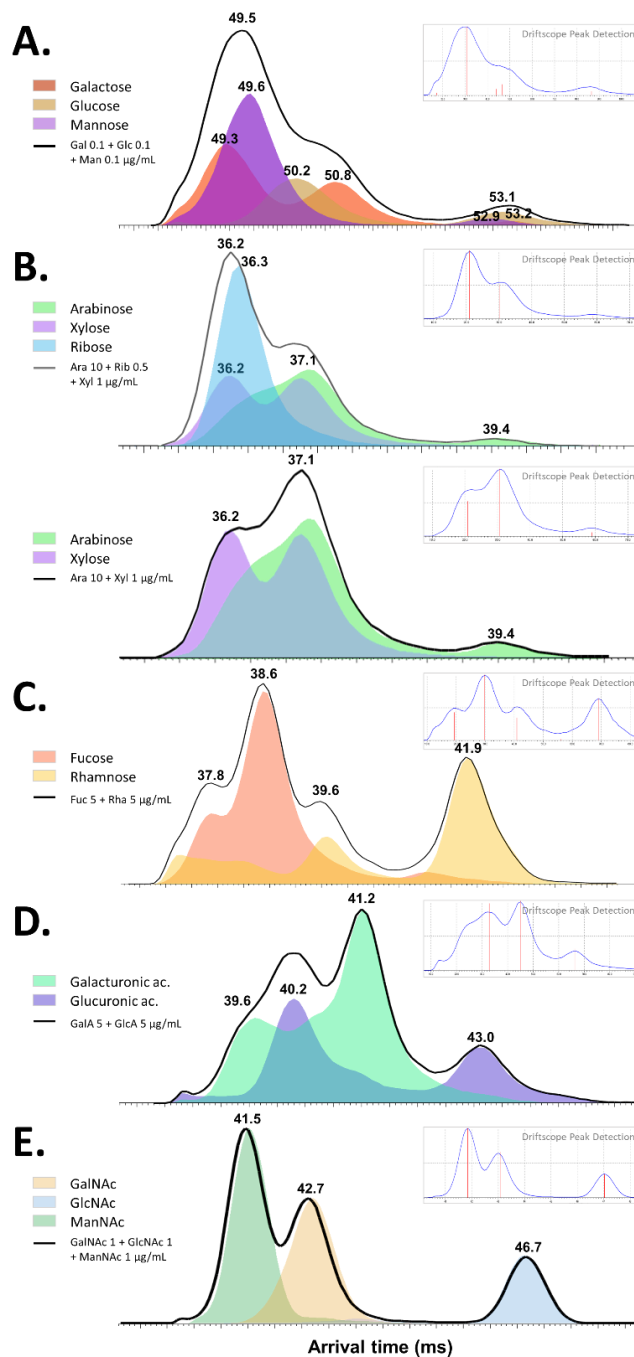 A.
49.5
Driftscope Peak Detection
Galactose
Glucose
Mannose
Gal 0.1 + Glc 0.1
+ Man 0.1 µg/mL
49.6
49.3
50.2
50.8
53.1
52.9
53.2
B.
36.2
36.3
Driftscope Peak Detection
Arabinose
Xylose
Ribose
Ara 10 + Rib 0.5
+ Xyl 1 µg/mL
36.2
37.1
39.4
37.1
36.2
Driftscope Peak Detection
Arabinose
Xylose
Ara 10 + Xyl 1 µg/mL
39.4
C.
38.6
Driftscope Peak Detection
Fucose
Rhamnose
Fuc 5 + Rha 5 µg/mL
37.8
39.6
41.9
D.
41.2
Driftscope Peak Detection
Galacturonic ac.
Glucuronic ac.
GalA 5 + GlcA 5 µg/mL
39.6
40.2
43.0
E.
41.5
Driftscope Peak Detection
GalNAc
GlcNAc
ManNAc
GalNAc 1 + GlcNAc 1
+ ManNAc 1 µg/mL
42.7
46.7
Arrival time (ms)